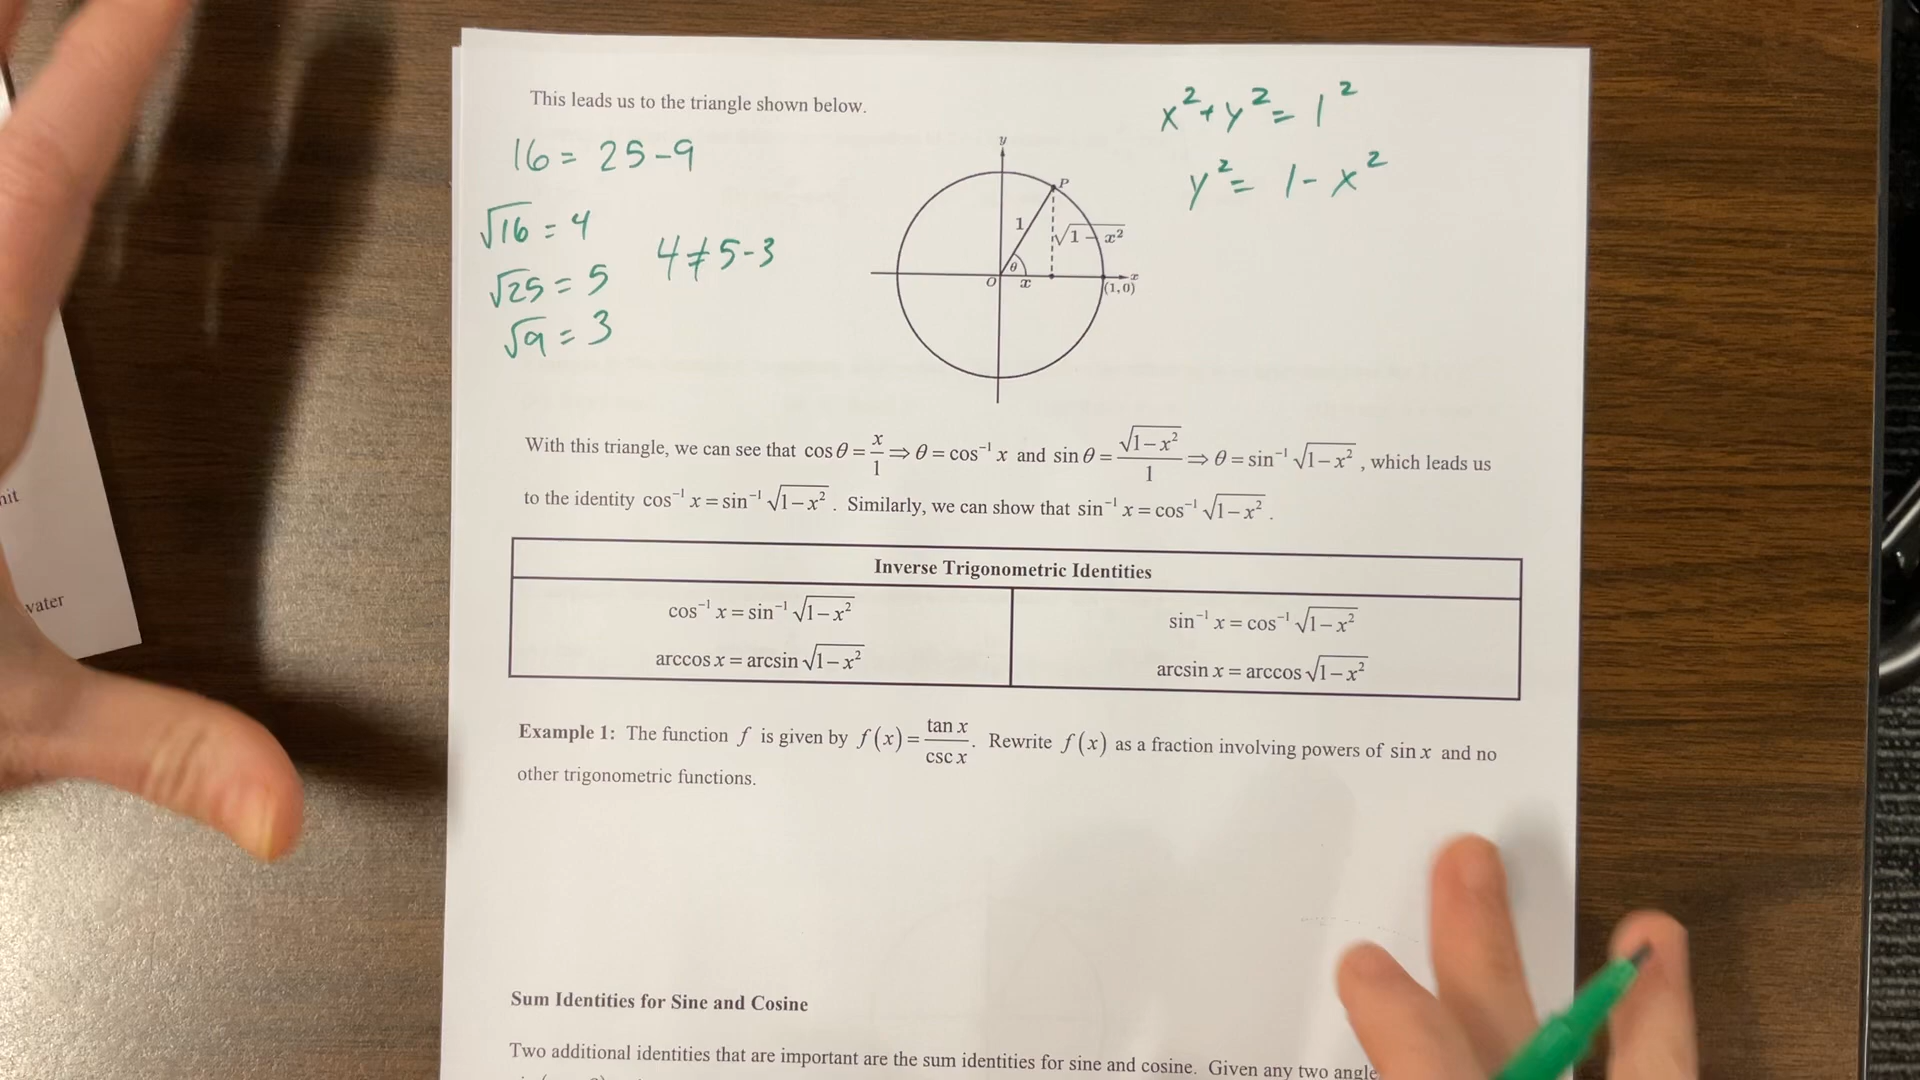 This leads us to the triangle shown below.
x² + y² = 1²
y² = 1 - x²
16 = 25 - 9
√16 = 4
√25 = 5
√9 = 3
4 ≠ 5 - 3
y
P
1
√1 - x²
θ
O
x
x
(1,0)
With this triangle, we can see that cos θ = x/1 ⇒ θ = cos⁻¹ x and sin θ = √(1 - x²)/1 ⇒ θ = sin⁻¹ √(1 - x²), which leads us
to the identity cos⁻¹ x = sin⁻¹ √(1 - x²). Similarly, we can show that sin⁻¹ x = cos⁻¹ √(1 - x²).
Inverse Trigonometric Identities
cos⁻¹ x = sin⁻¹ √(1 - x²)
arccos x = arcsin √(1 - x²)
sin⁻¹ x = cos⁻¹ √(1 - x²)
arcsin x = arccos √(1 - x²)
Example 1: The function f is given by f(x) = tan x / csc x. Rewrite f(x) as a fraction involving powers of sin x and no
other trigonometric functions.
Sum Identities for Sine and Cosine
Two additional identities that are important are the sum identities for sine and cosine. Given any two angle